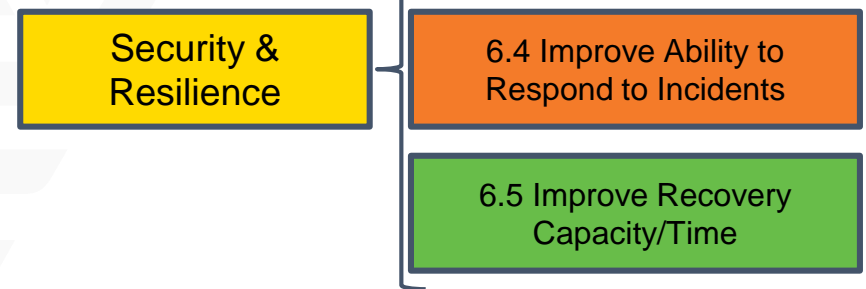 Security &
Resilience
6.4 Improve Ability to
Respond to Incidents
6.5 Improve Recovery
Capacity/Time